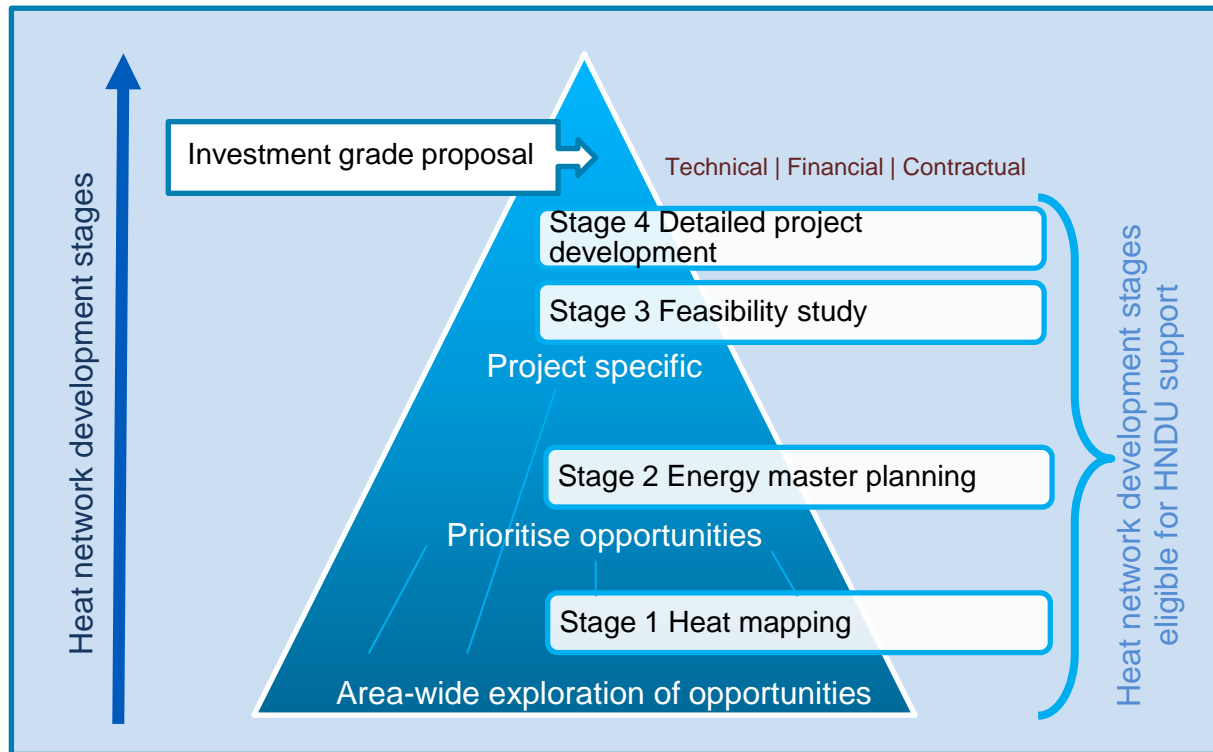 Heat network development stages
Investment grade proposal
Technical | Financial | Contractual
Stage 4 Detailed project
development
Stage 3 Feasibility study
Project specific
Stage 2 Energy master planning
Prioritise opportunities
Stage 1 Heat mapping
Area-wide exploration of opportunities
Heat network development stages
eligible for HNDU support